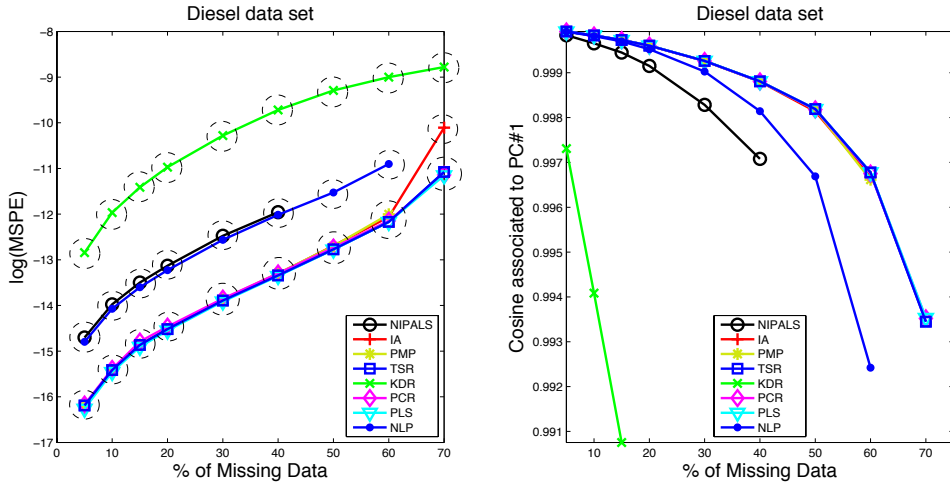 Diesel data set
−8
−9
−10
−11
−12
−13
−14
−15
−16
−17
log(MSPE)
0 10 20 30 40 50 60 70
% of Missing Data
NIPALS
IA
PMP
TSR
KDR
PCR
PLS
NLP
Diesel data set
0.999
0.998
0.997
0.996
0.995
0.994
0.993
0.992
0.991
Cosine associated to PC#1
10 20 30 40 50 60 70
% of Missing Data
NIPALS
IA
PMP
TSR
KDR
PCR
PLS
NLP